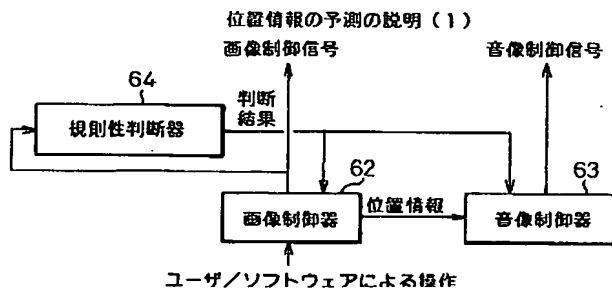 位置情報の予測の説明（1）
画像制御信号
音像制御信号
64
判断
結果
規則性判断器
62
63
画像制御器
位置情報
音像制御器
ユーザ／ソフトウェアによる操作